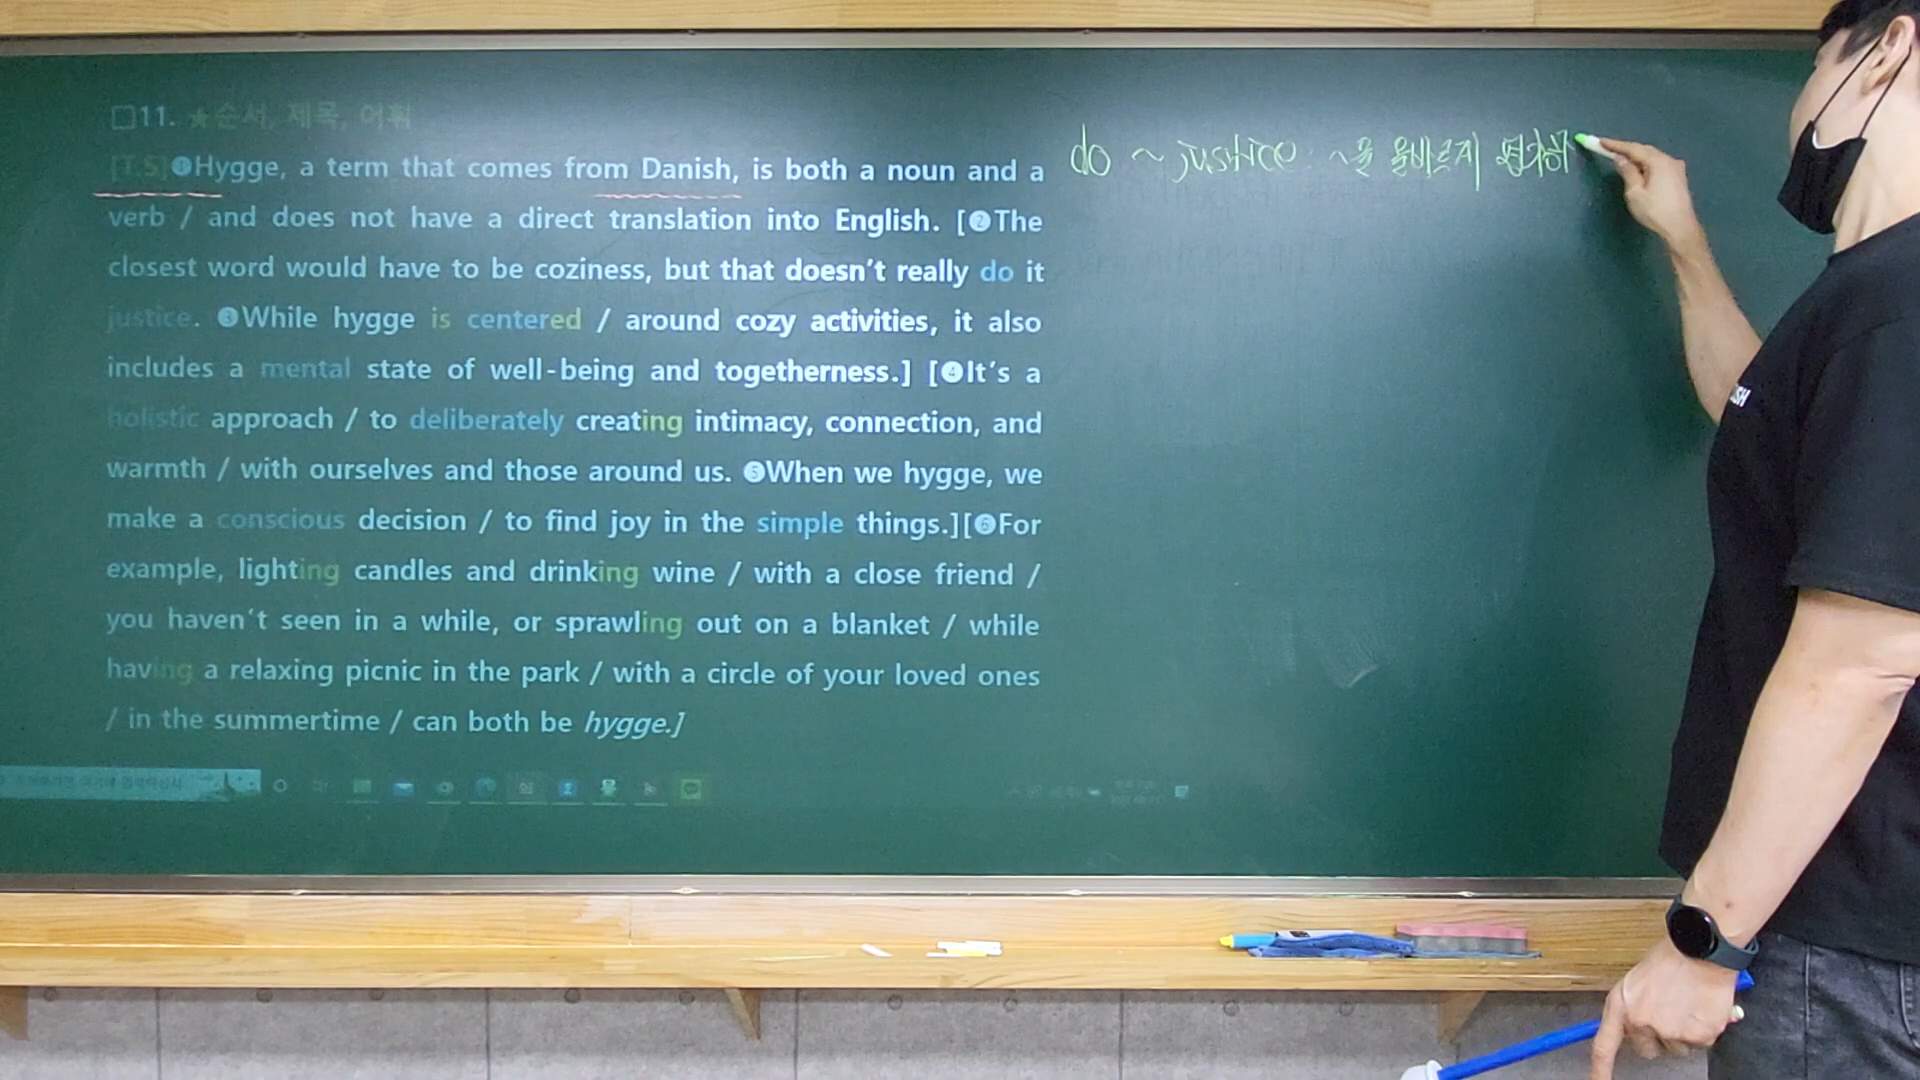 □11. ★순서, 제목, 어휘
[T.S]❶Hygge, a term that comes from Danish, is both a noun and a
verb / and does not have a direct translation into English. [❷The
closest word would have to be coziness, but that doesn't really do it
justice. ❸While hygge is centered / around cozy activities, it also
includes a mental state of well-being and togetherness.] [❹It's a
holistic approach / to deliberately creating intimacy, connection, and
warmth / with ourselves and those around us. ❺When we hygge, we
make a conscious decision / to find joy in the simple things.][❻For
example, lighting candles and drinking wine / with a close friend /
you haven't seen in a while, or sprawling out on a blanket / while
having a relaxing picnic in the park / with a circle of your loved ones
/ in the summertime / can both be hygge.]
do ~ justice: ~을 올바르게 평가하